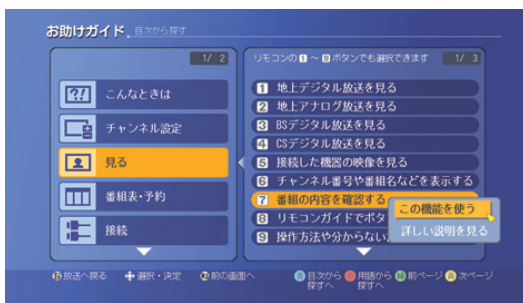 お助けガイド 目次から探す
1/ 2
リモコンの1～9ボタンでも選択できます 1/ 3
?! こんなときは
チャンネル設定
見る
番組表・予約
接続
1 地上デジタル放送を見る
2 地上アナログ放送を見る
3 BSデジタル放送を見る
4 CSデジタル放送を見る
5 接続した機器の映像を見る
6 チャンネル番号や番組名などを表示する
7 番組の内容を確認する
8 リモコンガイドでボタ
9 操作方法や分からない
この機能を使う
詳しい説明を見る
放送へ戻る 選択・決定 前の画面へ
青 目次から探すへ 赤 用語から探すへ 緑 前ページ 黄 次ページ